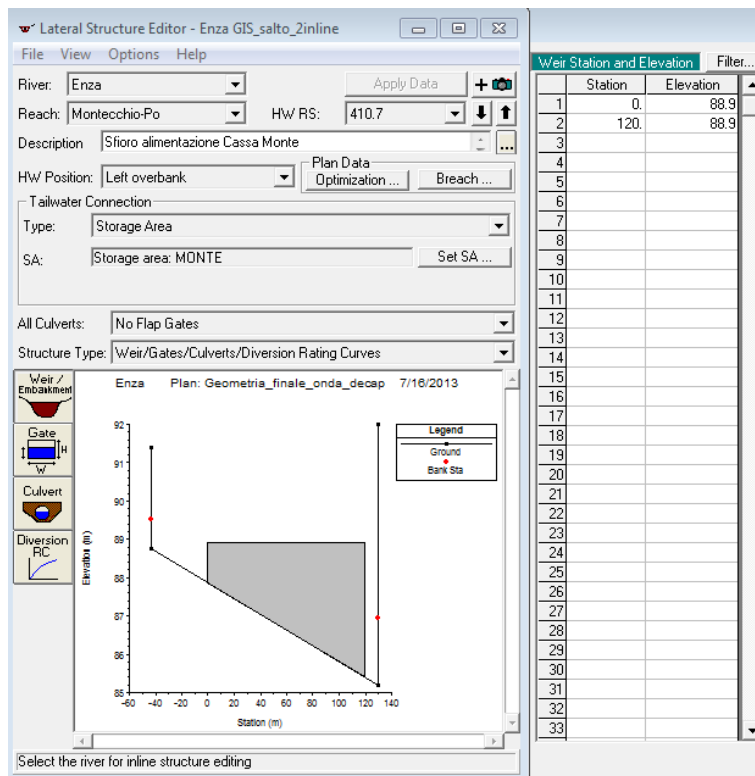 Lateral Structure Editor - Enza GIS_salto_2inline
File View Options Help
River: Enza Apply Data
Reach: Montecchio-Po HW RS: 410.7
Description Sfioro alimentazione Cassa Monte ...
HW Position: Left overbank Plan Data Optimization ... Breach ...
Tailwater Connection
Type: Storage Area
SA: Storage area: MONTE Set SA ...
All Culverts: No Flap Gates
Structure Type: Weir/Gates/Culverts/Diversion Rating Curves
Weir / Embankment
Gate
H
W
Culvert
Diversion RC
Enza Plan: Geometria_finale_onda_decap 7/16/2013
Legend
Ground
Bank Sta
Elevation (m)
92
91
90
89
88
87
86
85
-60 -40 -20 0 20 40 60 80 100 120 140
Station (m)
Select the river for inline structure editing
Weir Station and Elevation Filter...
Station Elevation
1 0. 88.9
2 120. 88.9
3
4
5
6
7
8
9
10
11
12
13
14
15
16
17
18
19
20
21
22
23
24
25
26
27
28
29
30
31
32
33